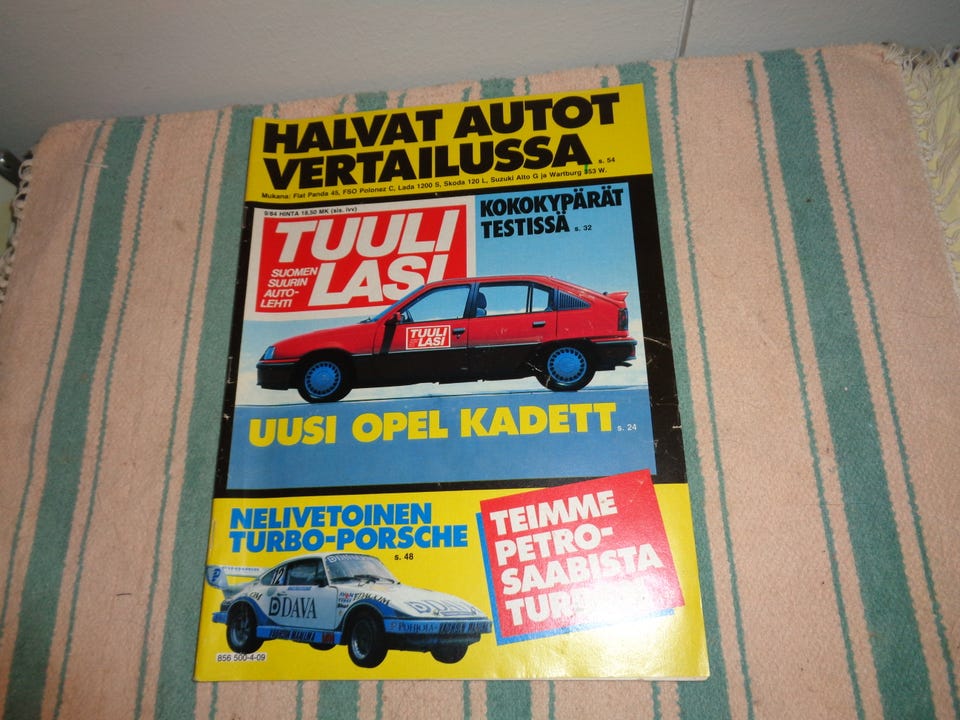 HALVAT AUTOT
VERTAILUSSA s. 54
Mukana: Fiat Panda 45, FSO Polonez C, Lada 1200 S, Skoda 120 L, Suzuki Alto G ja Wartburg 353 W.
9/84 HINTA 18,50 MK (sis. lvv)
KOKOKYPÄRÄT
TESTISSÄ s. 32
TUULI
LASI
SUOMEN
SUURIN
AUTO-
LEHTI
TUULI
LASI
UUSI OPEL KADETT s. 24
NELIVETOINEN
TURBO-PORSCHE
s. 48
TEIMME
PETRO-
SAABISTA
12
DAVA
DAVA
POHJOLA
856 500-4-09